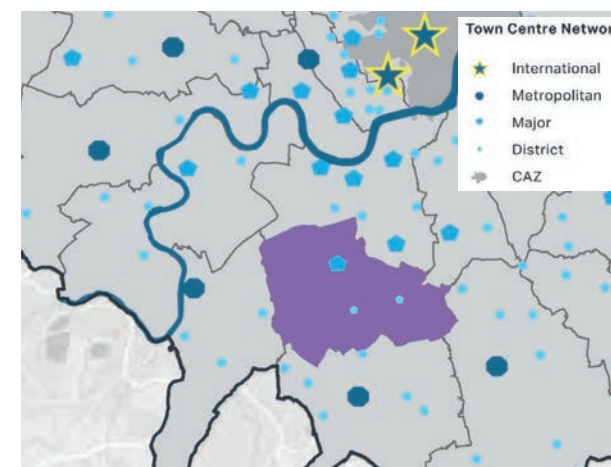 Town Centre Networ
International
Metropolitan
Major
District
CAZ